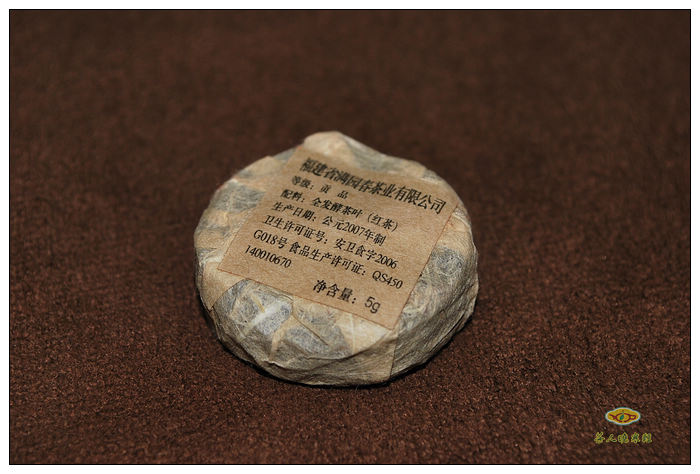 福建省满园春茶业有限公司
等级：贡 品
配料：全发酵茶叶（红茶）
生产日期：公元2007年制
卫生许可证号：安卫食字2006
G018号 食品生产许可证：QS450
140010670
净含量：5g